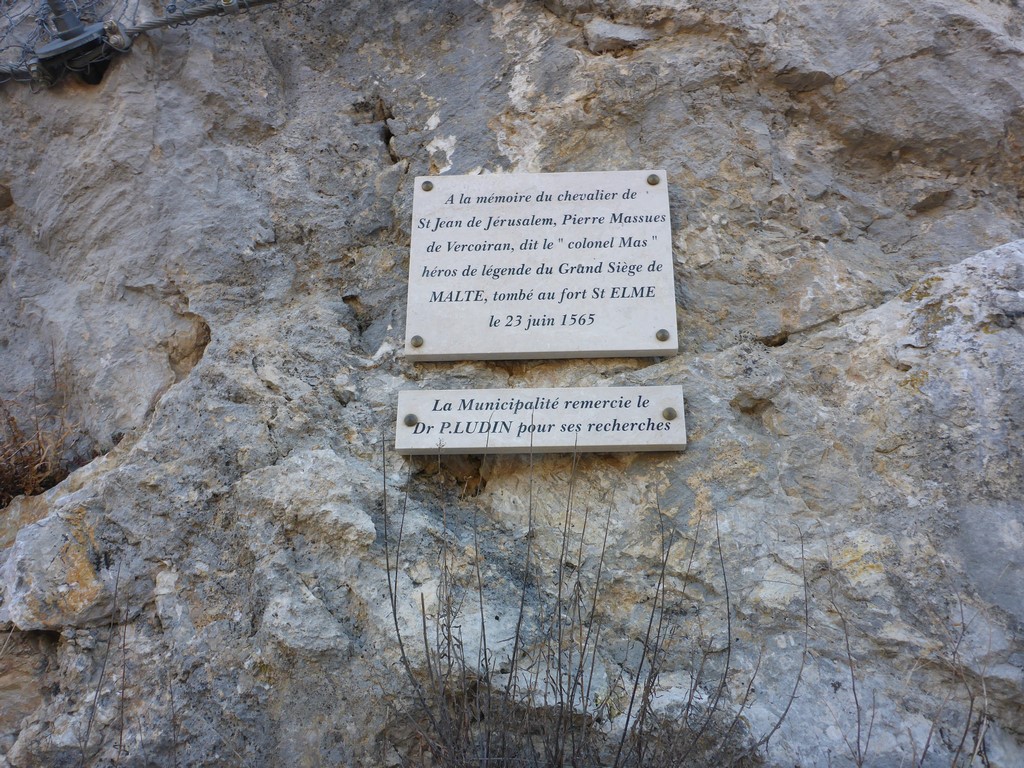 A la mémoire du chevalier de
St Jean de Jérusalem, Pierre Massues
de Vercoiran, dit le " colonel Mas "
héros de légende du Grand Siège de
MALTE, tombé au fort St ELME
le 23 juin 1565
La Municipalité remercie le
Dr P.LUDIN pour ses recherches